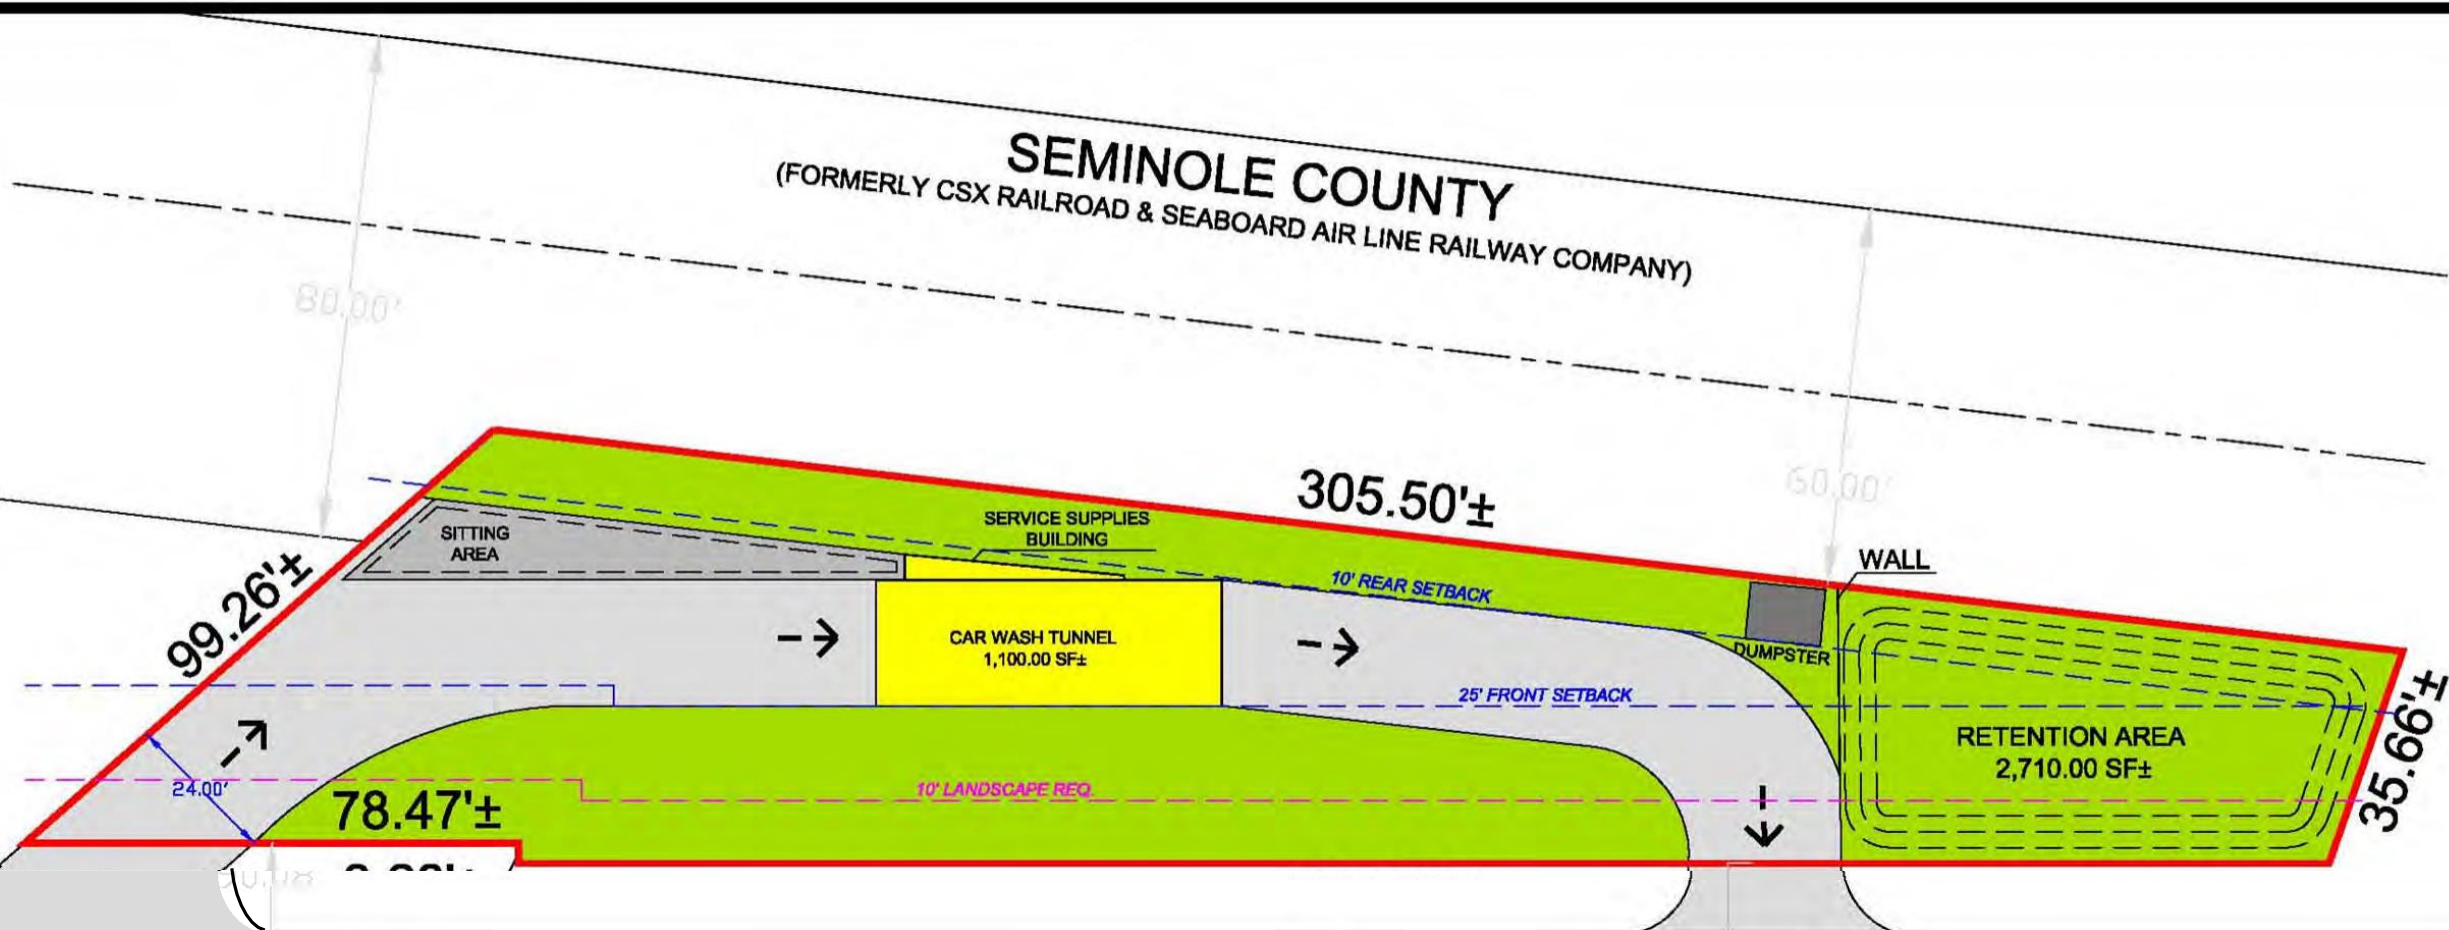 SEMINOLE COUNTY
(FORMERLY CSX RAILROAD & SEABOARD AIR LINE RAILWAY COMPANY)
80.00'
60.00'
305.50'±
SERVICE SUPPLIES
BUILDING
SITTING
AREA
WALL
10' REAR SETBACK
99.26'±
CAR WASH TUNNEL
1,100.00 SF±
DUMPSTER
25' FRONT SETBACK
35.66'±
RETENTION AREA
2,710.00 SF±
24.00'
10' LANDSCAPE REQ.
78.47'±